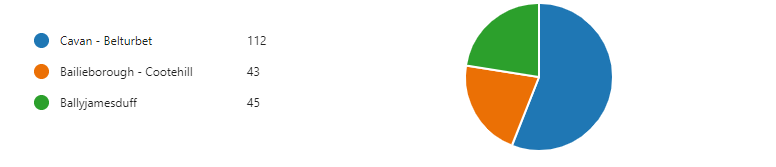 Cavan - Belturbet 112
Bailieborough - Cootehill 43
Ballyjamesduff 45